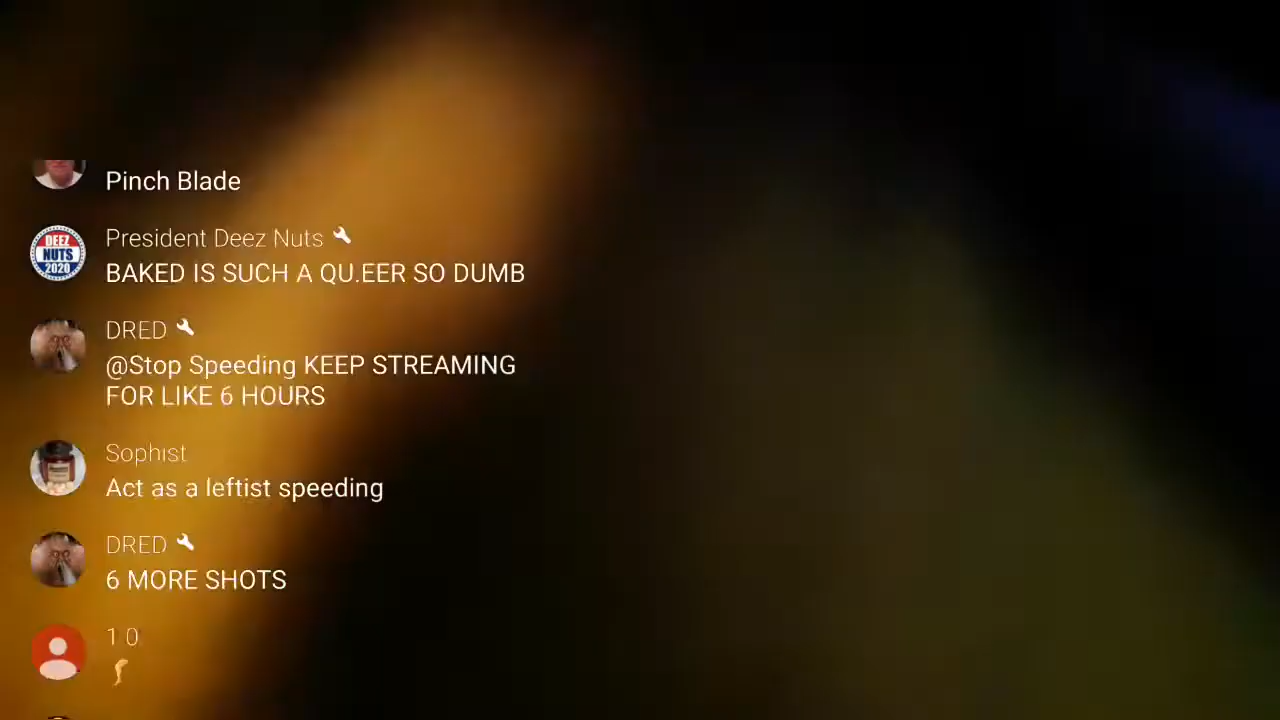 Pinch Blade
President Deez Nuts
DEEZ
NUTS
2020
BAKED IS SUCH A QU.EER SO DUMB
DRED
@Stop Speeding KEEP STREAMING
FOR LIKE 6 HOURS
Sophist
Act as a leftist speeding
DRED
6 MORE SHOTS
1 0